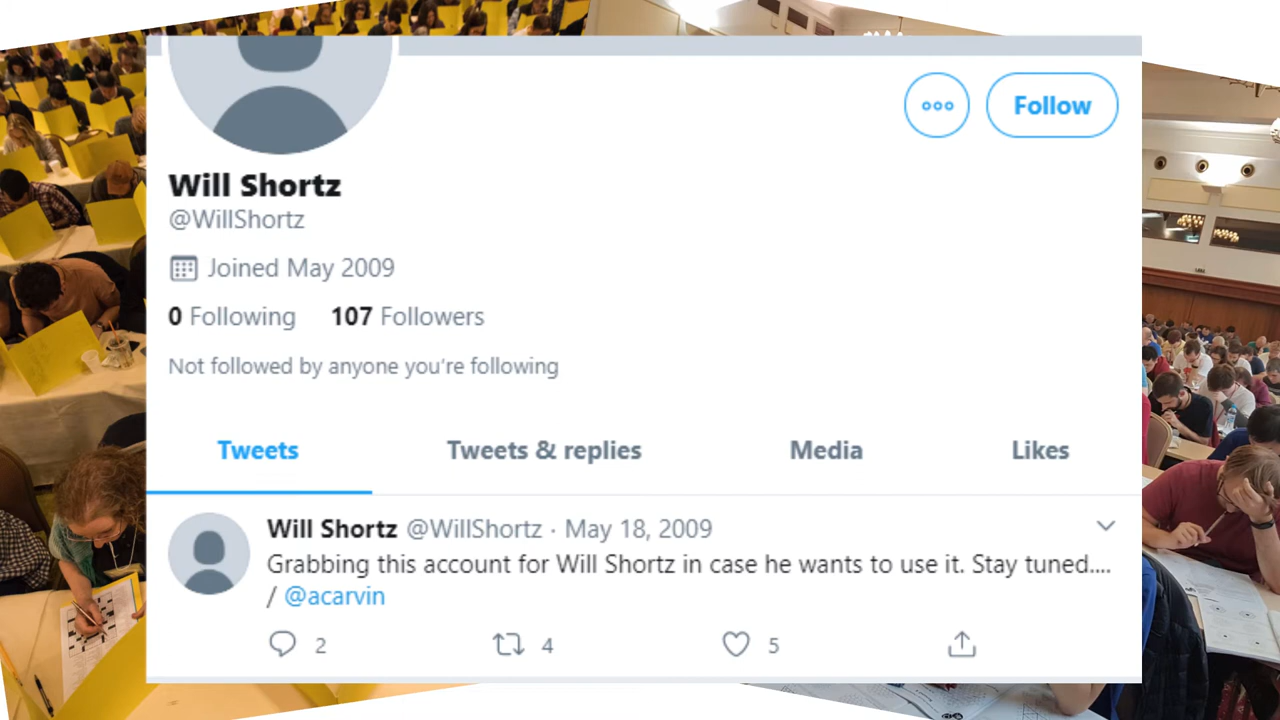 Follow
Will Shortz
@WillShortz
Joined May 2009
0 Following 107 Followers
Not followed by anyone you're following
Tweets Tweets & replies Media Likes
Will Shortz @WillShortz · May 18, 2009
Grabbing this account for Will Shortz in case he wants to use it. Stay tuned....
/ @acarvin
2 4 5